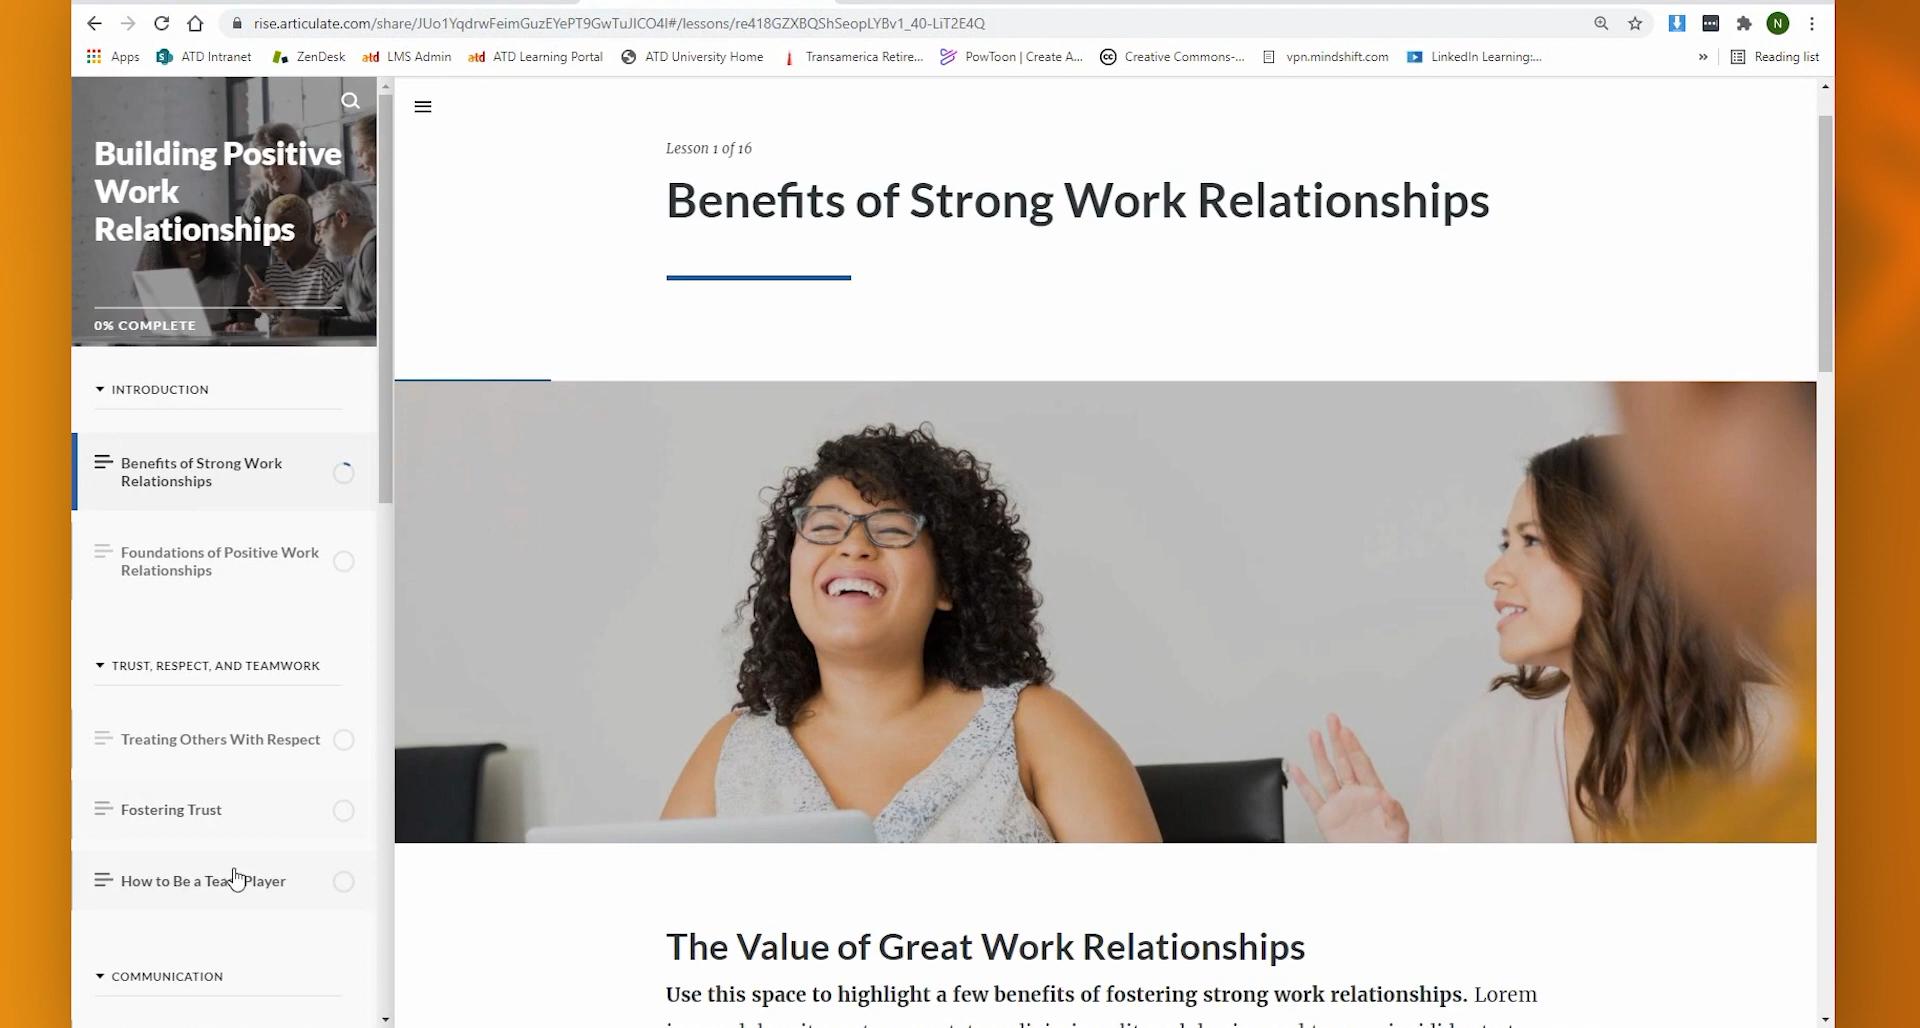 rise.articulate.com/share/JUo1YqdrwFeimGuzEYePT9GwTuJlCO4I#/lessons/re418GZXBQShSeopLYBv1_40-LiT2E4Q
N
Apps
ATD Intranet
ZenDesk
atd LMS Admin
atd ATD Learning Portal
ATD University Home
Transamerica Retire...
PowToon | Create A...
cc Creative Commons-...
vpn.mindshift.com
LinkedIn Learning:...
»
Reading list
Building Positive
Work
Relationships
0% COMPLETE
INTRODUCTION
Benefits of Strong Work
Relationships
Foundations of Positive Work
Relationships
TRUST, RESPECT, AND TEAMWORK
Treating Others With Respect
Fostering Trust
How to Be a Team Player
COMMUNICATION
Lesson 1 of 16
Benefits of Strong Work Relationships
The Value of Great Work Relationships
Use this space to highlight a few benefits of fostering strong work relationships. Lorem